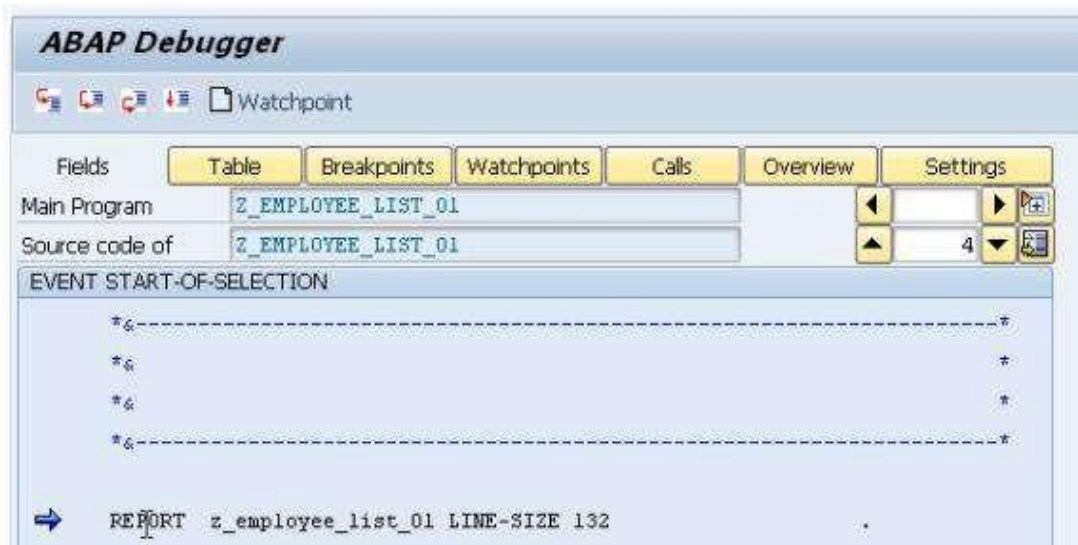 ABAP Debugger
Watchpoint
Fields Table Breakpoints Watchpoints Calls Overview Settings
Main Program Z_EMPLOYEE_LIST_01
Source code of Z_EMPLOYEE_LIST_01 4
EVENT START-OF-SELECTION
*&---------------------------------------------------------------------*
*& *
*& *
*&---------------------------------------------------------------------*
REPORT z_employee_list_01 LINE-SIZE 132 .